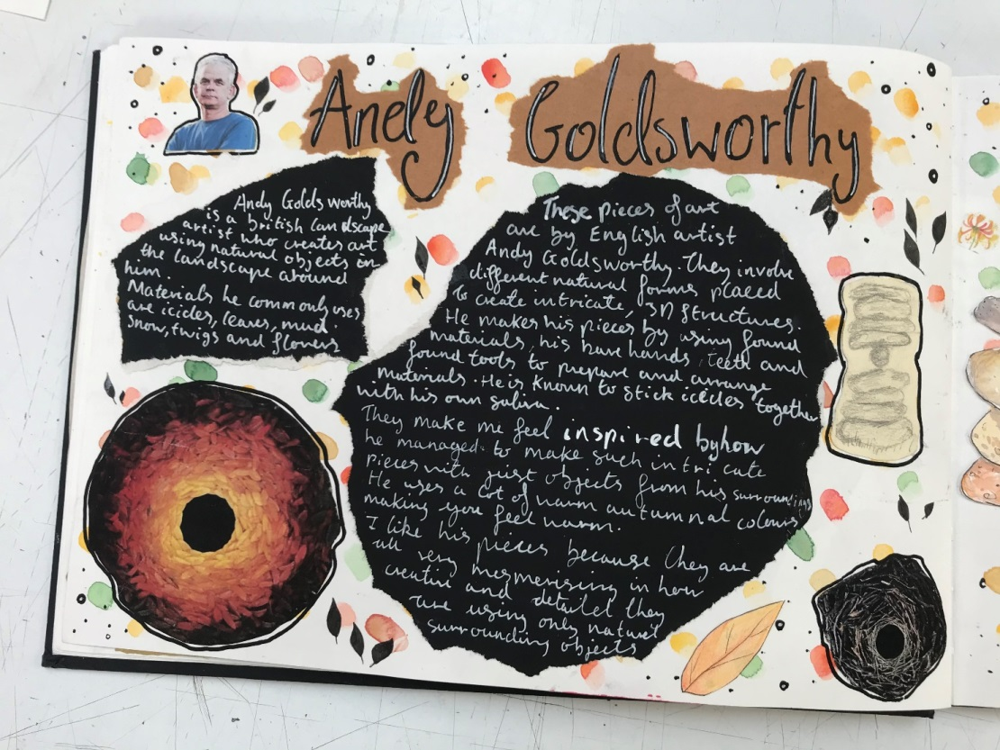 Andy Goldsworthy
Andy Golds worthy
is a british landscape
artist who creates art
using natural objects in
the landscape around
him.
Materials he commonly uses
are icicles, leaves, mud
snow, twigs and flowers
These pieces of art
are by English artist
Andy Goldsworthy. They involve
different natural forms placed
to create intricate, 3D structures.
He makes his pieces by using found
materials, his bare hands, teeth and
found tools to prepare and arrange
materials. He is known to stick icicles together
with his own saliva.
They make me feel inspired by how
he managed to make such intricate
pieces with just objects from his surroundings
He uses a lot of warm autumnal colours,
making you feel warm.
I like his pieces because they are
all very mesmerising in how
creative and detailed they
are using only natural
surrounding objects